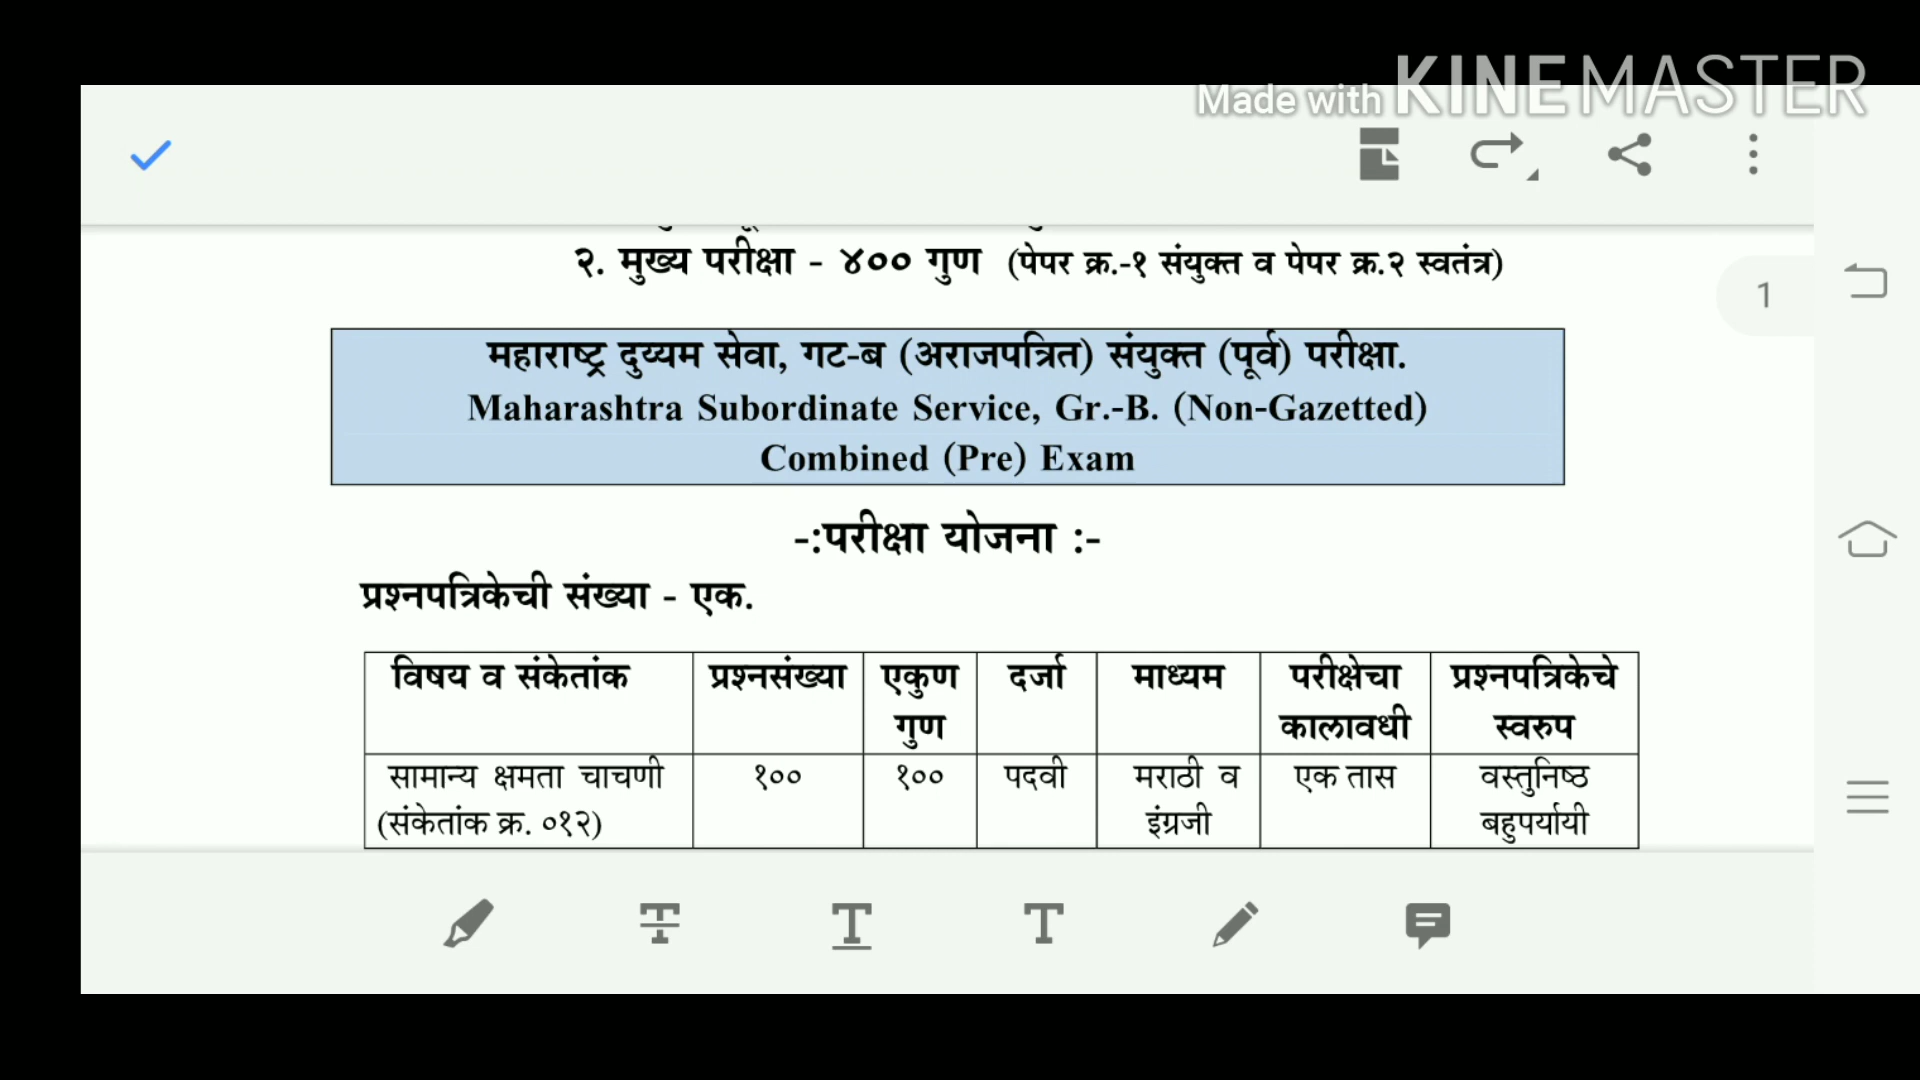 Made with KINEMASTER
२. मुख्य परीक्षा - ४०० गुण (पेपर क्र.-१ संयुक्त व पेपर क्र.२ स्वतंत्र)
1
महाराष्ट्र दुय्यम सेवा, गट-ब (अराजपत्रित) संयुक्त (पूर्व) परीक्षा.
Maharashtra Subordinate Service, Gr.-B. (Non-Gazetted)
Combined (Pre) Exam
-:परीक्षा योजना :-
प्रश्नपत्रिकेची संख्या - एक.
विषय व संकेतांक प्रश्नसंख्या एकुण दर्जा माध्यम परीक्षेचा प्रश्नपत्रिकेचे
गुण कालावधी स्वरुप
सामान्य क्षमता चाचणी १०० १०० पदवी मराठी व एक तास वस्तुनिष्ठ
(संकेतांक क्र. ०१२) इंग्रजी बहुपर्यायी